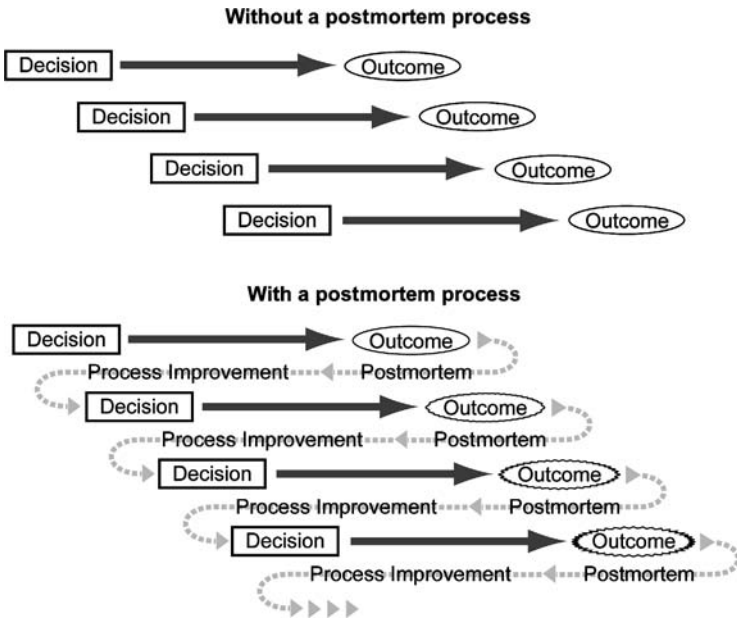 Without a postmortem process
Decision Outcome
Decision Outcome
Decision Outcome
Decision Outcome
With a postmortem process
Decision Outcome
Process Improvement Postmortem
Decision Outcome
Process Improvement Postmortem
Decision Outcome
Process Improvement Postmortem
Decision Outcome
Process Improvement Postmortem